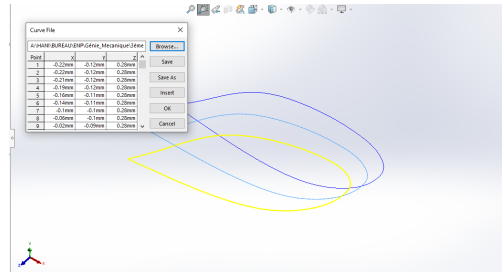 Curve File
A:\HANI\BUREAU\ENP\Génie_Mecanique\3éme
Browse...
Point X Y Z
1 -0.22mm -0.12mm 0.28mm
2 -0.22mm -0.12mm 0.28mm
3 -0.21mm -0.12mm 0.28mm
4 -0.19mm -0.12mm 0.28mm
5 -0.16mm -0.11mm 0.28mm
6 -0.14mm -0.11mm 0.28mm
7 -0.1mm -0.1mm 0.28mm
8 -0.06mm -0.1mm 0.28mm
9 -0.02mm -0.09mm 0.28mm
Save
Save As
Insert
OK
Cancel